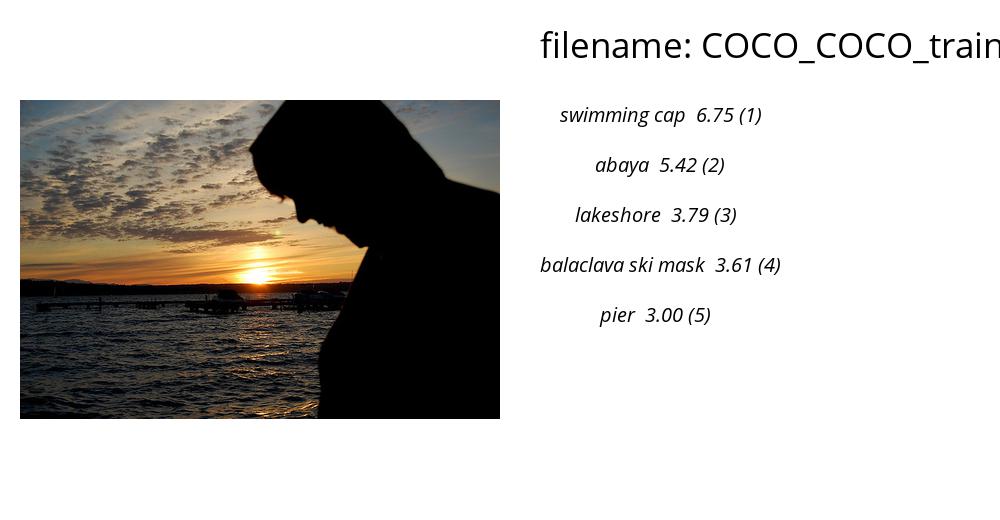 filename: COCO_COCO_train
swimming cap 6.75 (1)
abaya 5.42 (2)
lakeshore 3.79 (3)
balaclava ski mask 3.61 (4)
pier 3.00 (5)